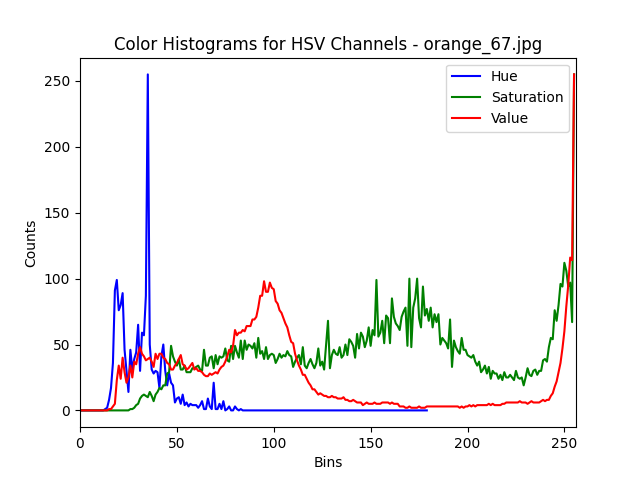 Color Histograms for HSV Channels - orange_67.jpg
Hue
Saturation
Value
Counts
250
200
150
100
50
0
0 50 100 150 200 250
Bins